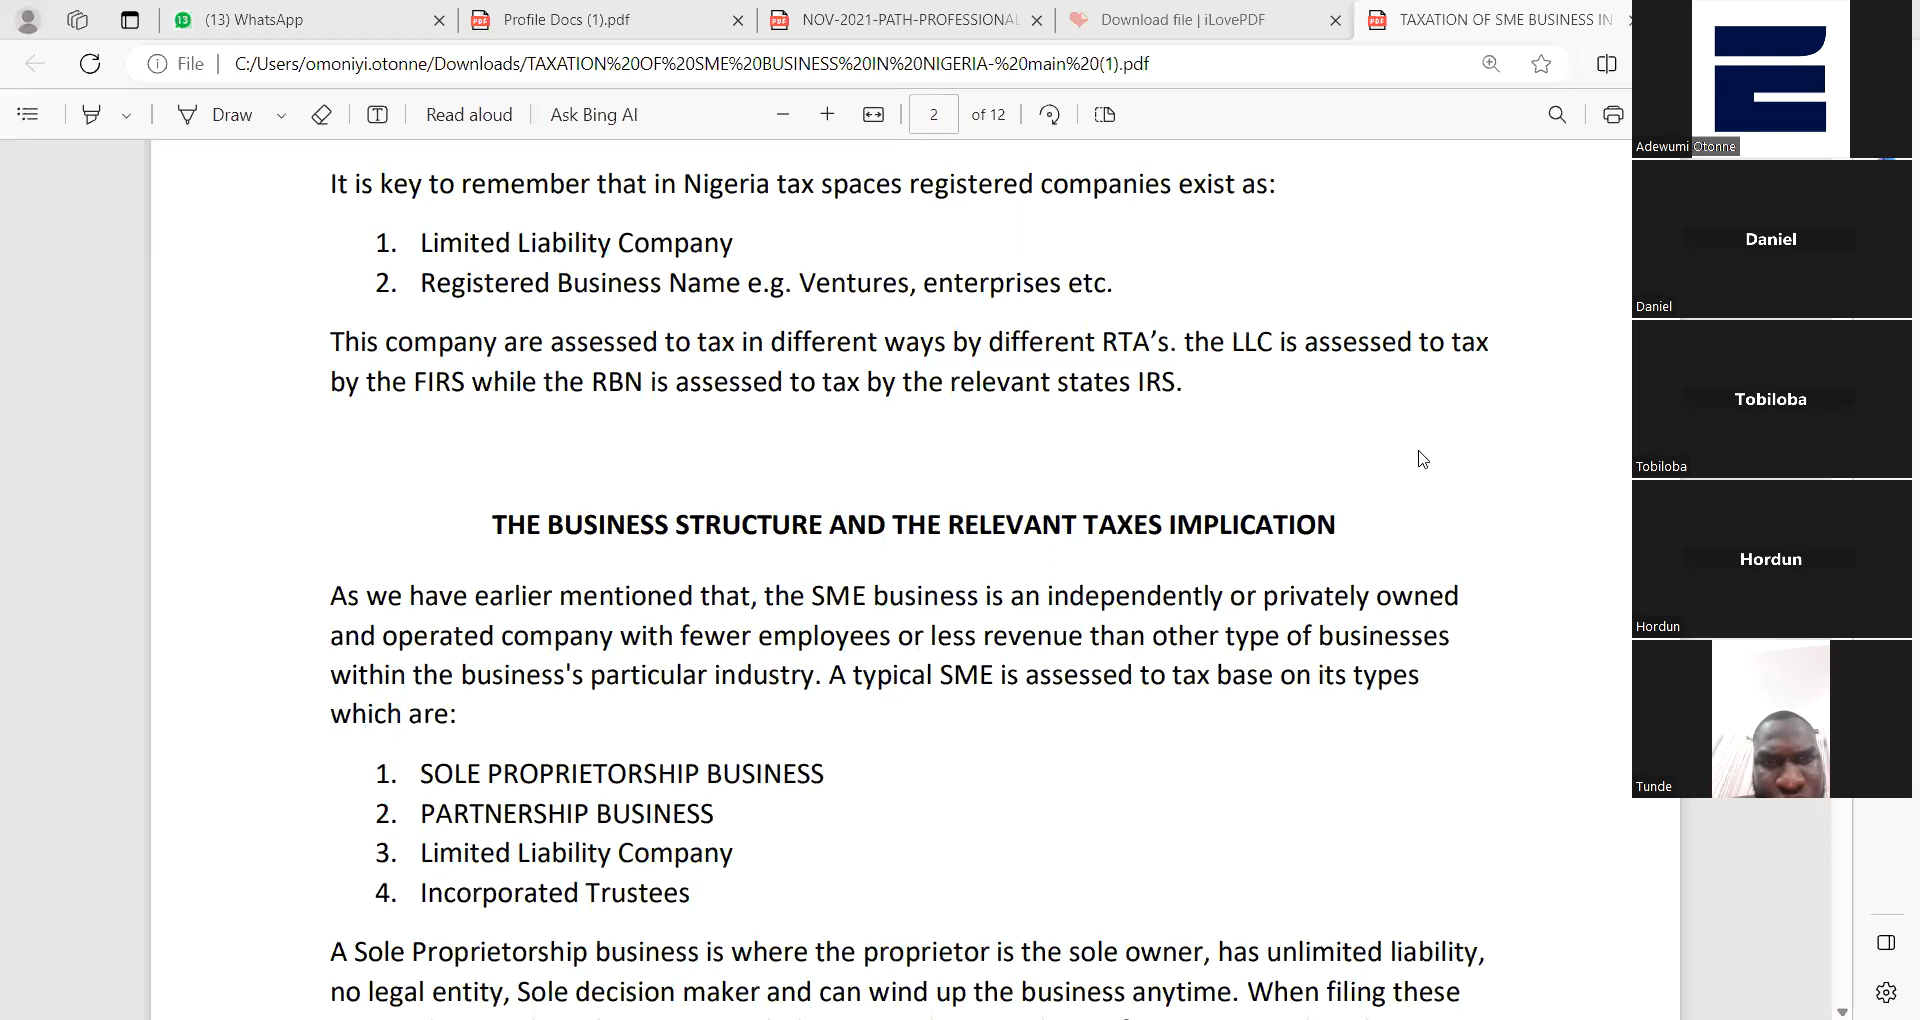 (13) WhatsApp
Profile Docs (1).pdf
NOV-2021-PATH-PROFESSIONAL
Download file | iLovePDF
TAXATION OF SME BUSINESS IN
File
C:/Users/omoniyi.otonne/Downloads/TAXATION%20OF%20SME%20BUSINESS%20IN%20NIGERIA-%20main%20(1).pdf
Draw
Read aloud
Ask Bing AI
2
of 12
It is key to remember that in Nigeria tax spaces registered companies exist as:
1. Limited Liability Company
2. Registered Business Name e.g. Ventures, enterprises etc.
This company are assessed to tax in different ways by different RTA’s. the LLC is assessed to tax
by the FIRS while the RBN is assessed to tax by the relevant states IRS.
THE BUSINESS STRUCTURE AND THE RELEVANT TAXES IMPLICATION
As we have earlier mentioned that, the SME business is an independently or privately owned
and operated company with fewer employees or less revenue than other type of businesses
within the business's particular industry. A typical SME is assessed to tax base on its types
which are:
1. SOLE PROPRIETORSHIP BUSINESS
2. PARTNERSHIP BUSINESS
3. Limited Liability Company
4. Incorporated Trustees
A Sole Proprietorship business is where the proprietor is the sole owner, has unlimited liability,
no legal entity, Sole decision maker and can wind up the business anytime. When filing these
Adewumi Otonne
Daniel
Daniel
Tobiloba
Tobiloba
Hordun
Hordun
Tunde